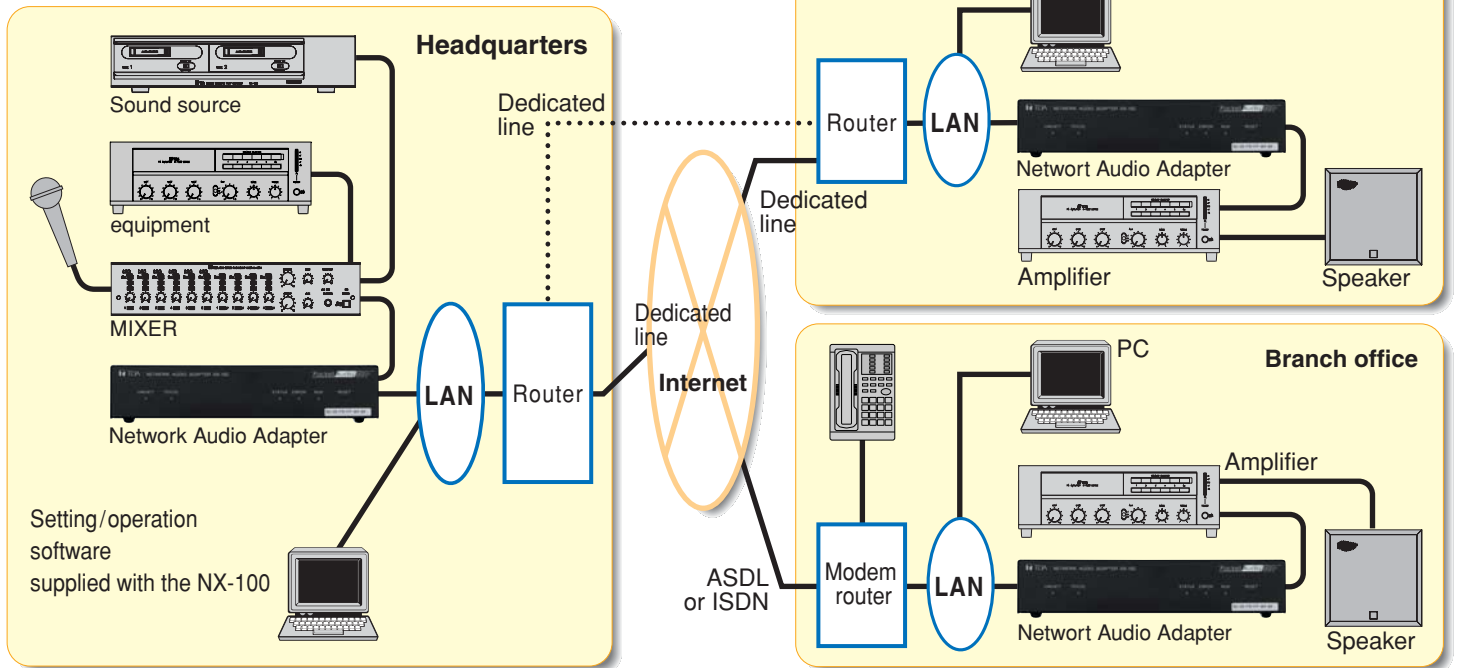 Headquarters
Sound source
equipment
MIXER
Network Audio Adapter
Setting/operation
software
supplied with the NX-100
LAN
Router
Dedicated
line
Dedicated
line
Internet
Dedicated
line
Router
LAN
Networt Audio Adapter
Amplifier
Speaker
Branch office
PC
Amplifier
ASDL
or ISDN
Modem
router
LAN
Networt Audio Adapter
Speaker